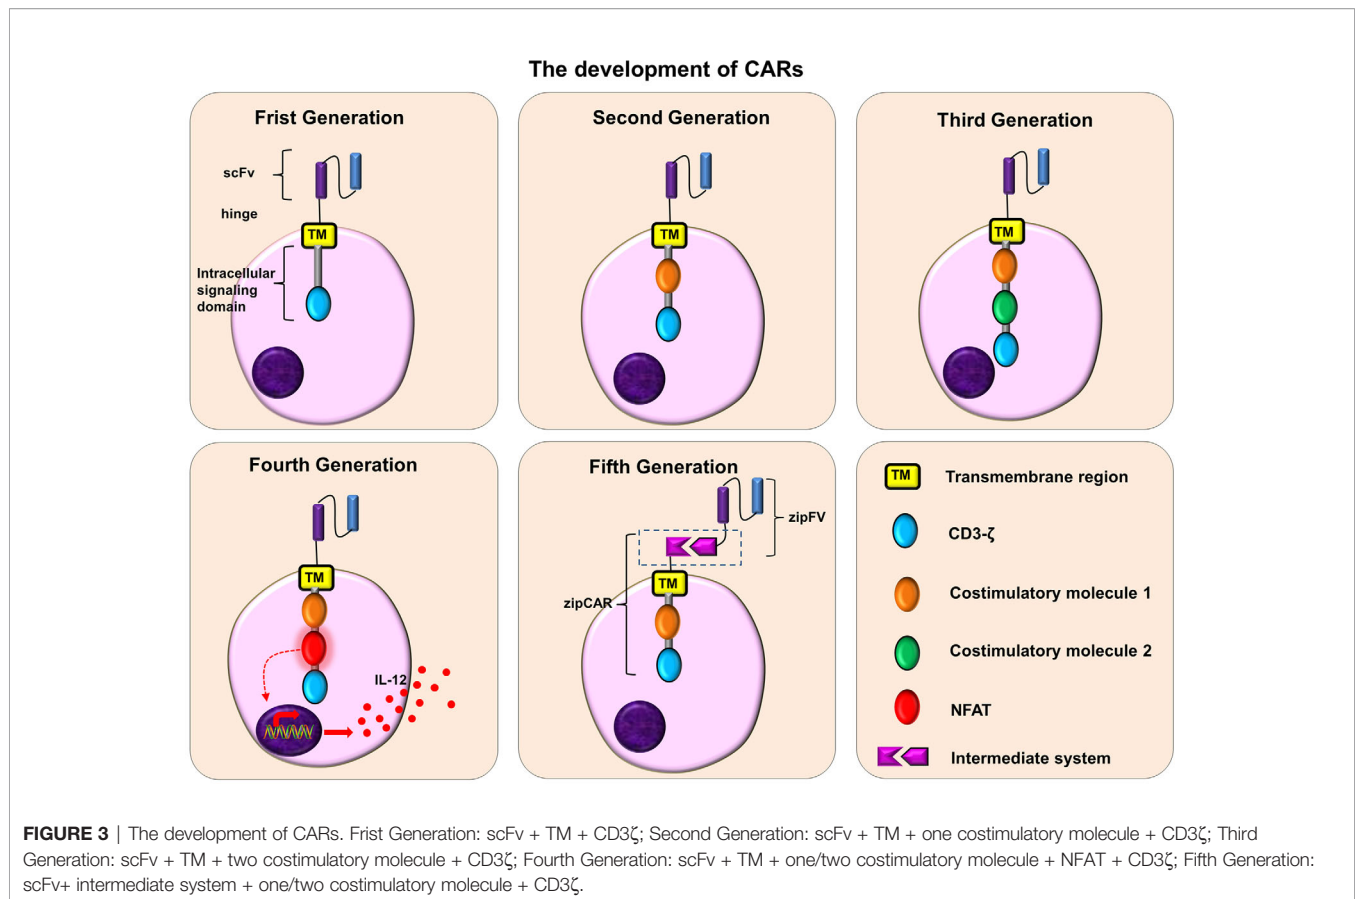 The development of CARs
Frist Generation
scFv
hinge
TM
Intracellular
signaling
domain
Second Generation
TM
Third Generation
TM
Fourth Generation
TM
IL-12
Fifth Generation
zipFV
zipCAR
TM
TM Transmembrane region
CD3-ζ
Costimulatory molecule 1
Costimulatory molecule 2
NFAT
Intermediate system
FIGURE 3 | The development of CARs. Frist Generation: scFv + TM + CD3ζ; Second Generation: scFv + TM + one costimulatory molecule + CD3ζ; Third
Generation: scFv + TM + two costimulatory molecule + CD3ζ; Fourth Generation: scFv + TM + one/two costimulatory molecule + NFAT + CD3ζ; Fifth Generation:
scFv+ intermediate system + one/two costimulatory molecule + CD3ζ.